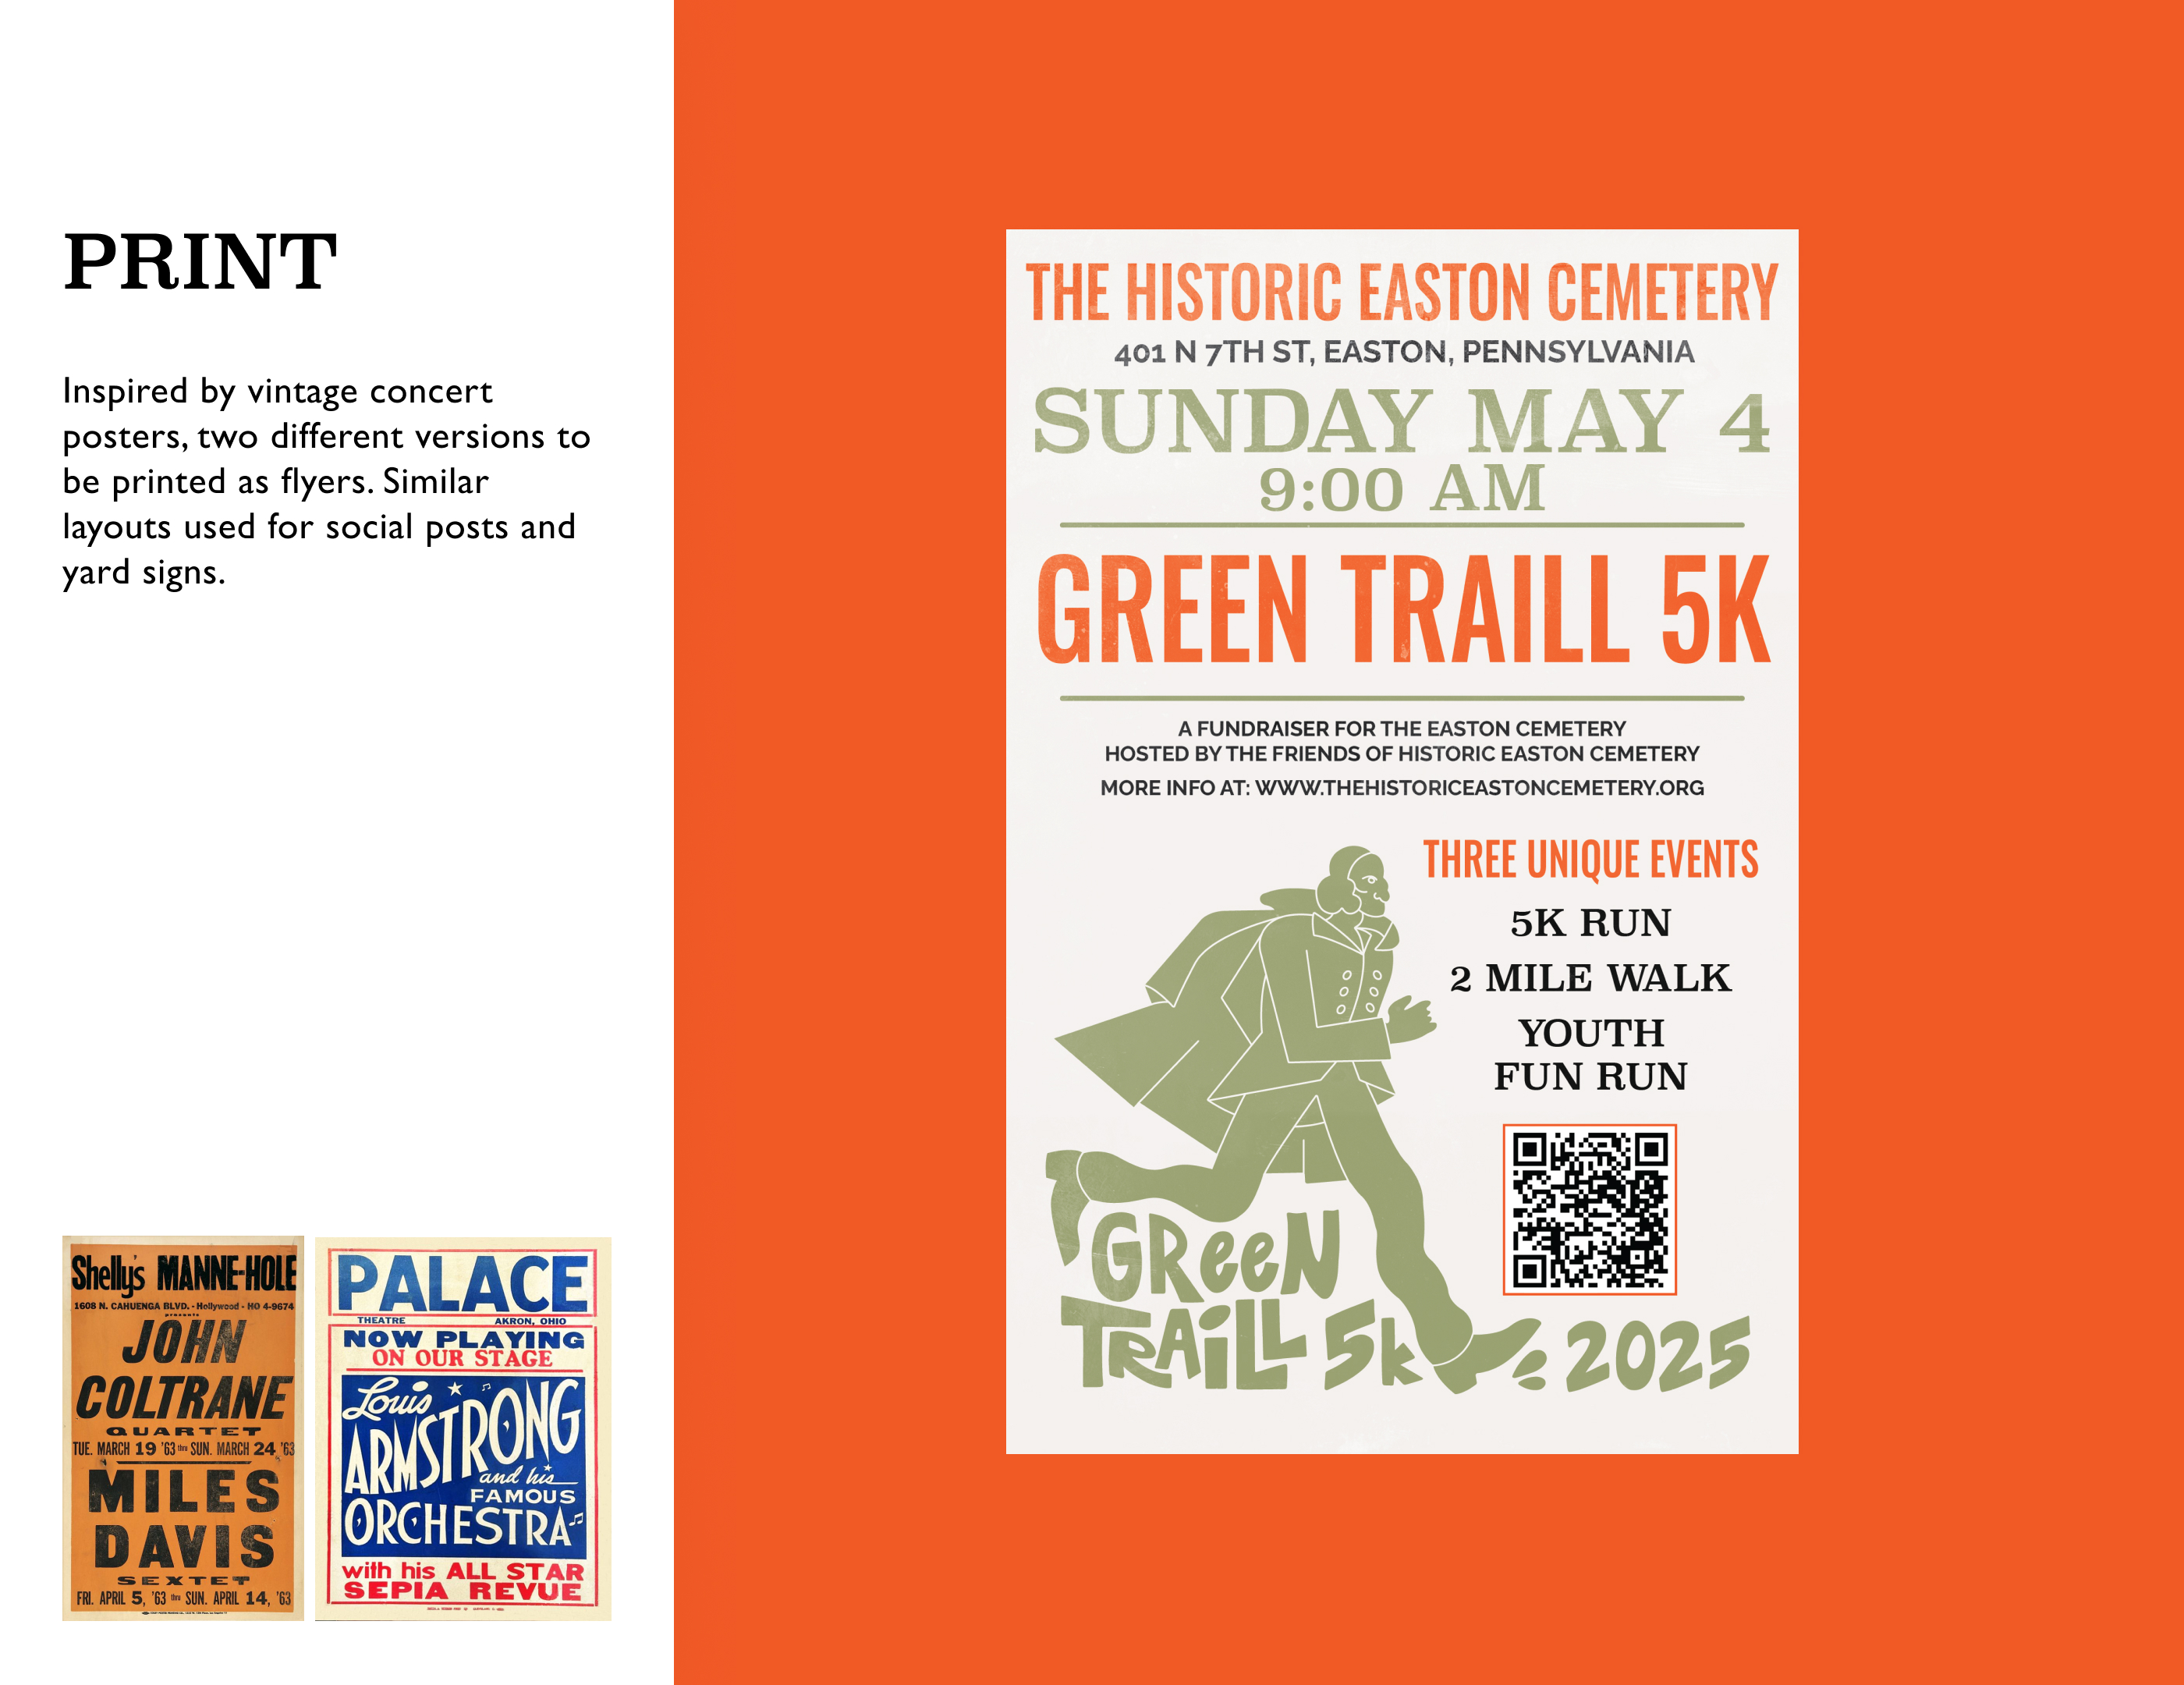 PRINT
Inspired by vintage concert
posters, two different versions to
be printed as flyers. Similar
layouts used for social posts and
yard signs.
Shelly's MANNE-HOLE
1608 N. CAHUENGA BLVD. - Hollywood - HO 4-9674
presents
JOHN
COLTRANE
QUARTET
TUE. MARCH 19 '63 thru SUN. MARCH 24 '63
MILES
DAVIS
SEXTET
FRI. APRIL 5, '63 thru SUN. APRIL 14, '63
PALACE
THEATRE AKRON, OHIO
NOW PLAYING
ON OUR STAGE
Louis
ARMSTRONG
and his
FAMOUS
ORCHESTRA
with his ALL STAR
SEPIA REVUE
THE HISTORIC EASTON CEMETERY
401 N 7TH ST, EASTON, PENNSYLVANIA
SUNDAY MAY 4
9:00 AM
GREEN TRAILL 5K
A FUNDRAISER FOR THE EASTON CEMETERY
HOSTED BY THE FRIENDS OF HISTORIC EASTON CEMETERY
MORE INFO AT: WWW.THEHISTORICEASTONCEMETERY.ORG
THREE UNIQUE EVENTS
5K RUN
2 MILE WALK
YOUTH
FUN RUN
GReeN
TRAiLL 5k 2025